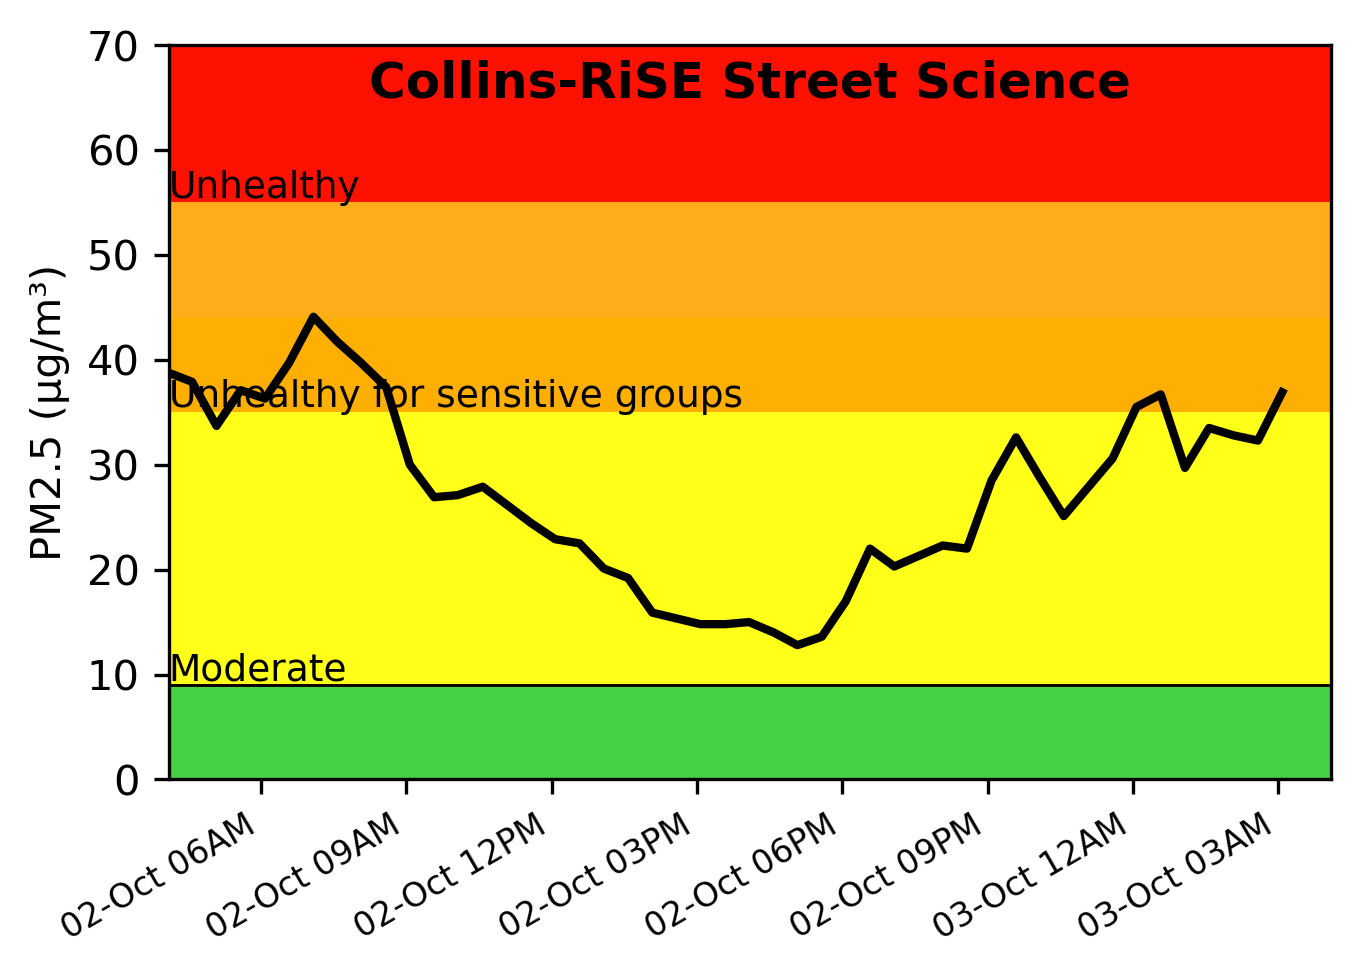 70
Collins-RiSE Street Science
60
Unhealthy
50
40
Unhealthy for sensitive groups
PM2.5 (µg/m³)
30
20
Moderate
10
0
02-Oct 06AM
02-Oct 09AM
02-Oct 12PM
02-Oct 03PM
02-Oct 06PM
02-Oct 09PM
03-Oct 12AM
03-Oct 03AM